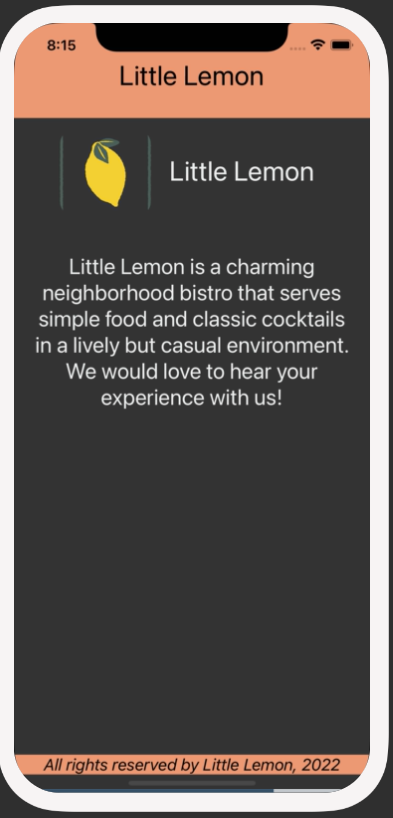 8:15
Little Lemon
Little Lemon
Little Lemon is a charming
neighborhood bistro that serves
simple food and classic cocktails
in a lively but casual environment.
We would love to hear your
experience with us!
All rights reserved by Little Lemon, 2022